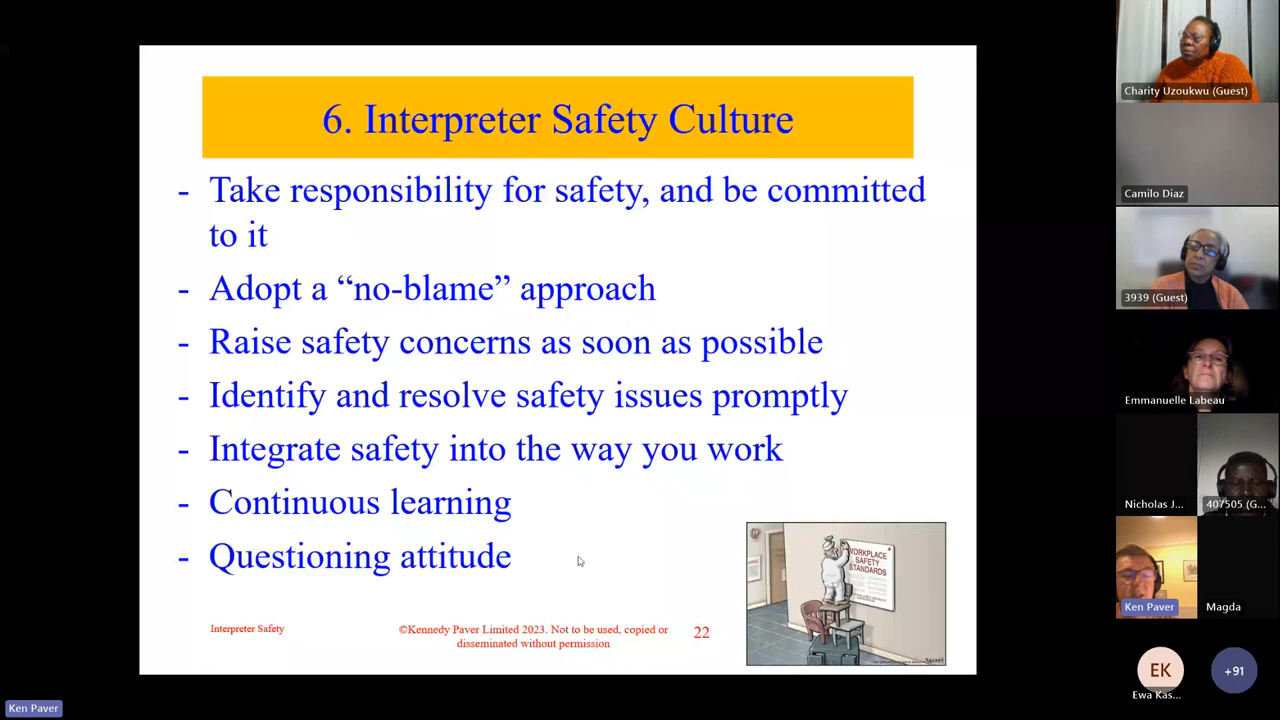 6. Interpreter Safety Culture
- Take responsibility for safety, and be committed
to it
- Adopt a “no-blame” approach
- Raise safety concerns as soon as possible
- Identify and resolve safety issues promptly
- Integrate safety into the way you work
- Continuous learning
- Questioning attitude
WORKPLACE
SAFETY
STANDARDS
Interpreter Safety
©Kennedy Paver Limited 2023. Not to be used, copied or
disseminated without permission
22
Charity Uzoukwu (Guest)
Camilo Diaz
3939 (Guest)
Emmanuelle Labeau
Nicholas J...
407505 (G...
Ken Paver
Magda
EK
+91
Ewa Kas...
Ken Paver